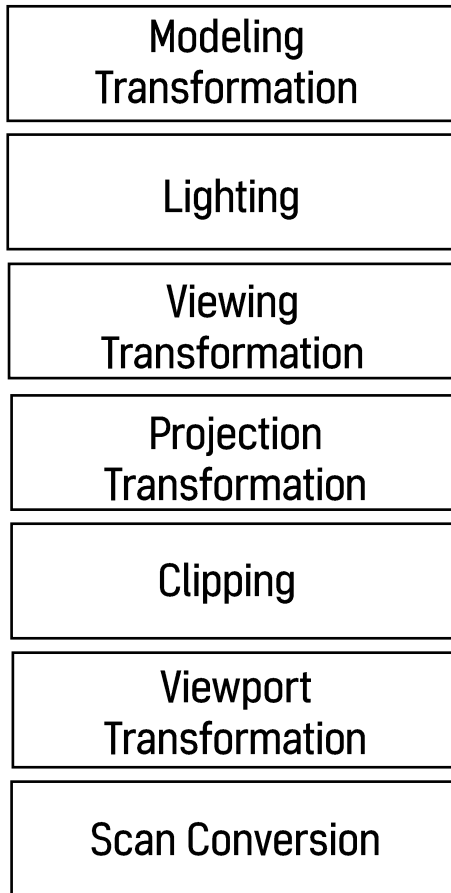 Modeling
Transformation
Lighting
Viewing
Transformation
Projection
Transformation
Clipping
Viewport
Transformation
Scan Conversion